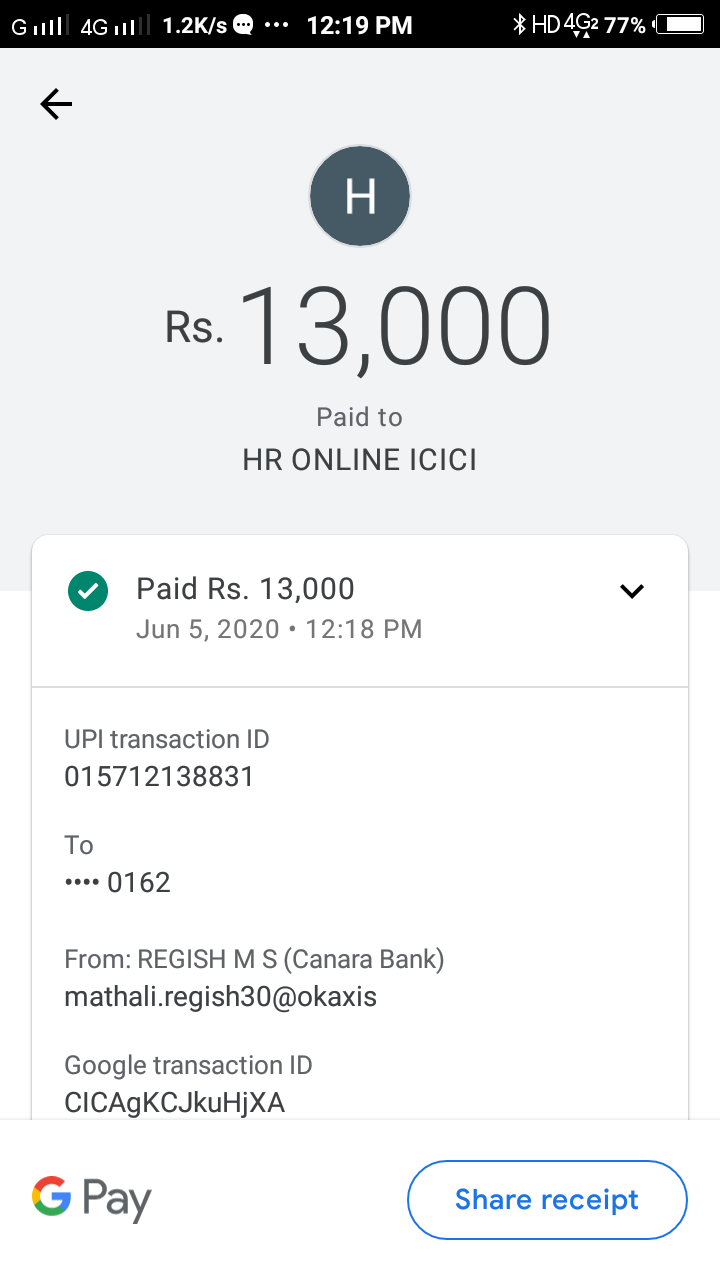 G 4G 1.2K/s 12:19 PM HD 4G2 77%
H
Rs. 13,000
Paid to
HR ONLINE ICICI
Paid Rs. 13,000
Jun 5, 2020 • 12:18 PM
UPI transaction ID
015712138831
To
•••• 0162
From: REGISH M S (Canara Bank)
mathali.regish30@okaxis
Google transaction ID
CICAgKCJkuHjXA
G Pay
Share receipt